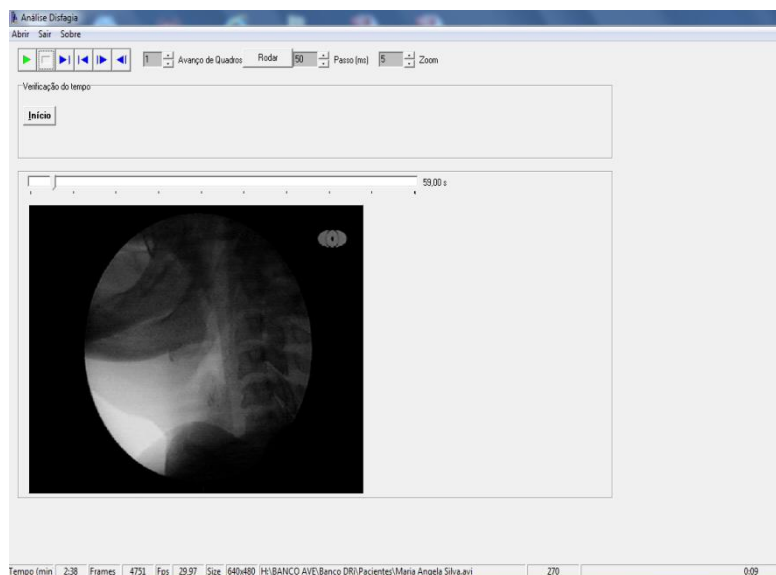 Análise Disfagia
Abrir Sair Sobre
1 Avanço de Quadros Rodar 50 Passo (ms) 5 Zoom
Verificação do tempo
Início
59,00 s
Tempo (min 2:38 Frames 4751 Fps 29.97 Size 640x480 H:\BANCO AVE\Banco DRi\Pacientes\Maria Angela Silva.avi 270 0:09